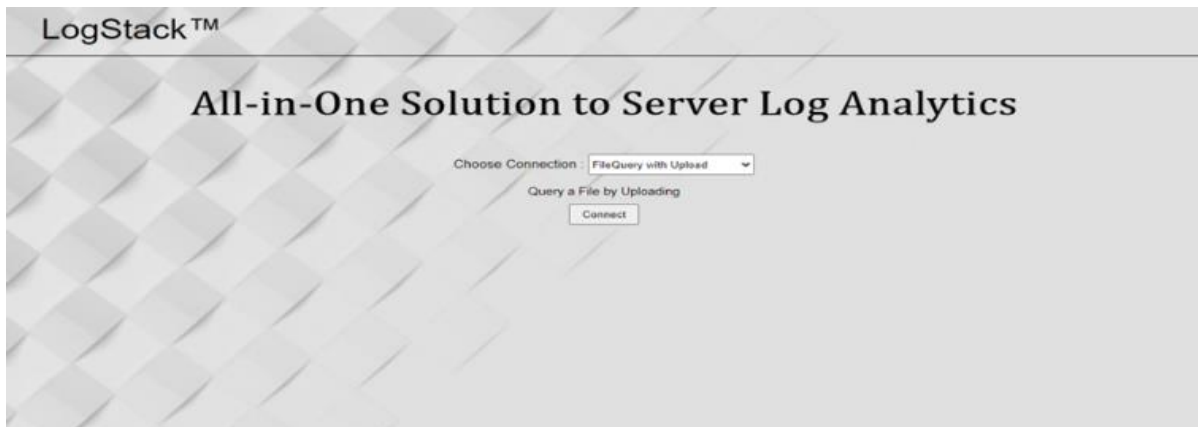 LogStack™
All-in-One Solution to Server Log Analytics
Choose Connection : FileQuery with Upload
Query a File by Uploading
Connect